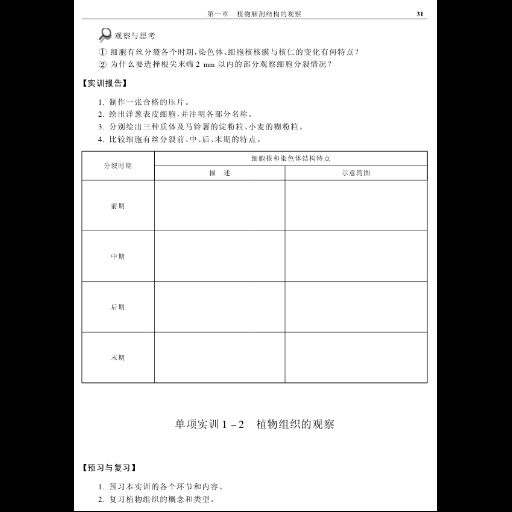 第一章　植物解剖结构的观察　31
观察与思考
① 细胞有丝分裂各个时期,染色体、细胞核核膜与核仁的变化有何特点?
② 为什么要选择根尖末端 2 mm 以内的部分观察细胞分裂情况?
【实训报告】
1. 制作一张合格的压片。
2. 绘出洋葱表皮细胞,并注明各部分名称。
3. 分别绘出三种质体及马铃薯的淀粉粒、小麦的糊粉粒。
4. 比较细胞有丝分裂前、中、后、末期的特点。
分裂时期　细胞核和染色体结构特点
描　述　示意简图
前期
中期
后期
末期
单项实训 1－2　植物组织的观察
【预习与复习】
1. 预习本实训的各个环节和内容。
2. 复习植物组织的概念和类型。